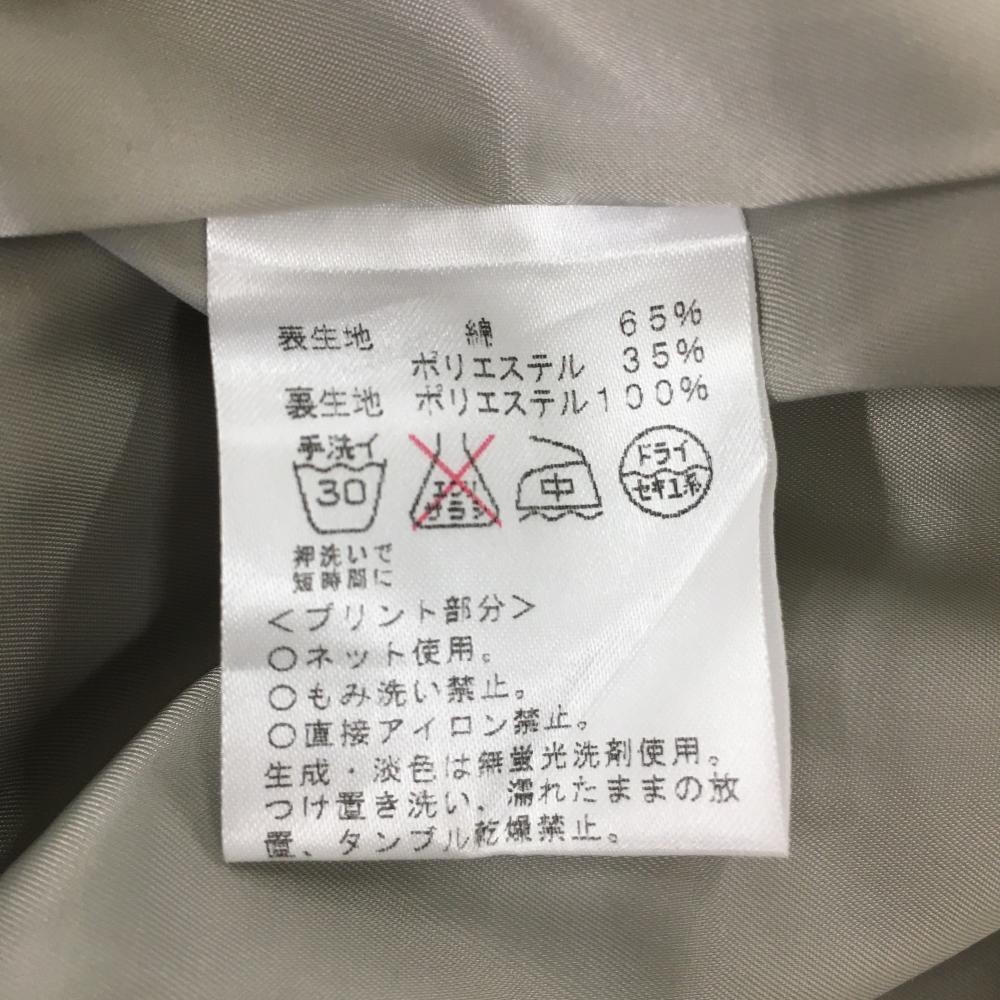 表生地 綿 65%
ポリエステル 35%
裏生地 ポリエステル100%
手洗イ
30
エンソ
サラシ
中
ドライ
セキユ系
押洗いで
短時間に
<プリント部分>
○ネット使用。
○もみ洗い禁止。
○直接アイロン禁止。
生成・淡色は無蛍光洗剤使用。
つけ置き洗い、濡れたままの放
置、タンブル乾燥禁止。